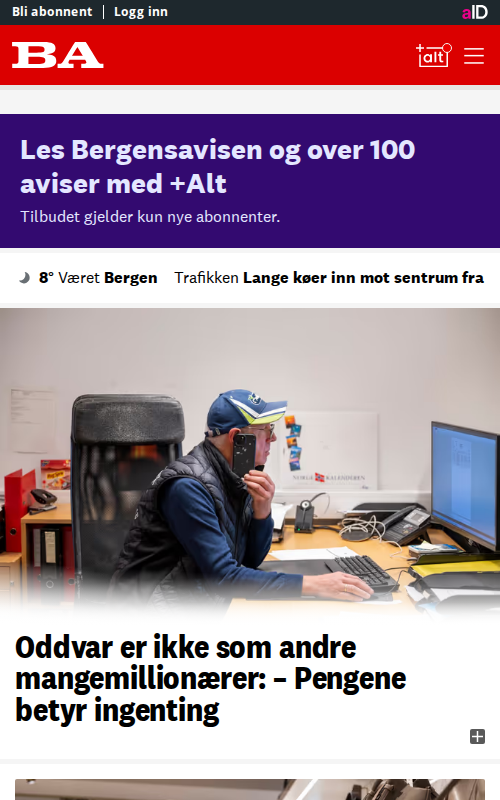 Bli abonnent | Logg inn
aID
BA
+alt
Les Bergensavisen og over 100
aviser med +Alt
Tilbudet gjelder kun nye abonnenter.
8° Været Bergen Trafikken Lange køer inn mot sentrum fra
NORGES KALENDEREN
Oddvar er ikke som andre
mangemillionærer: – Pengene
betyr ingenting